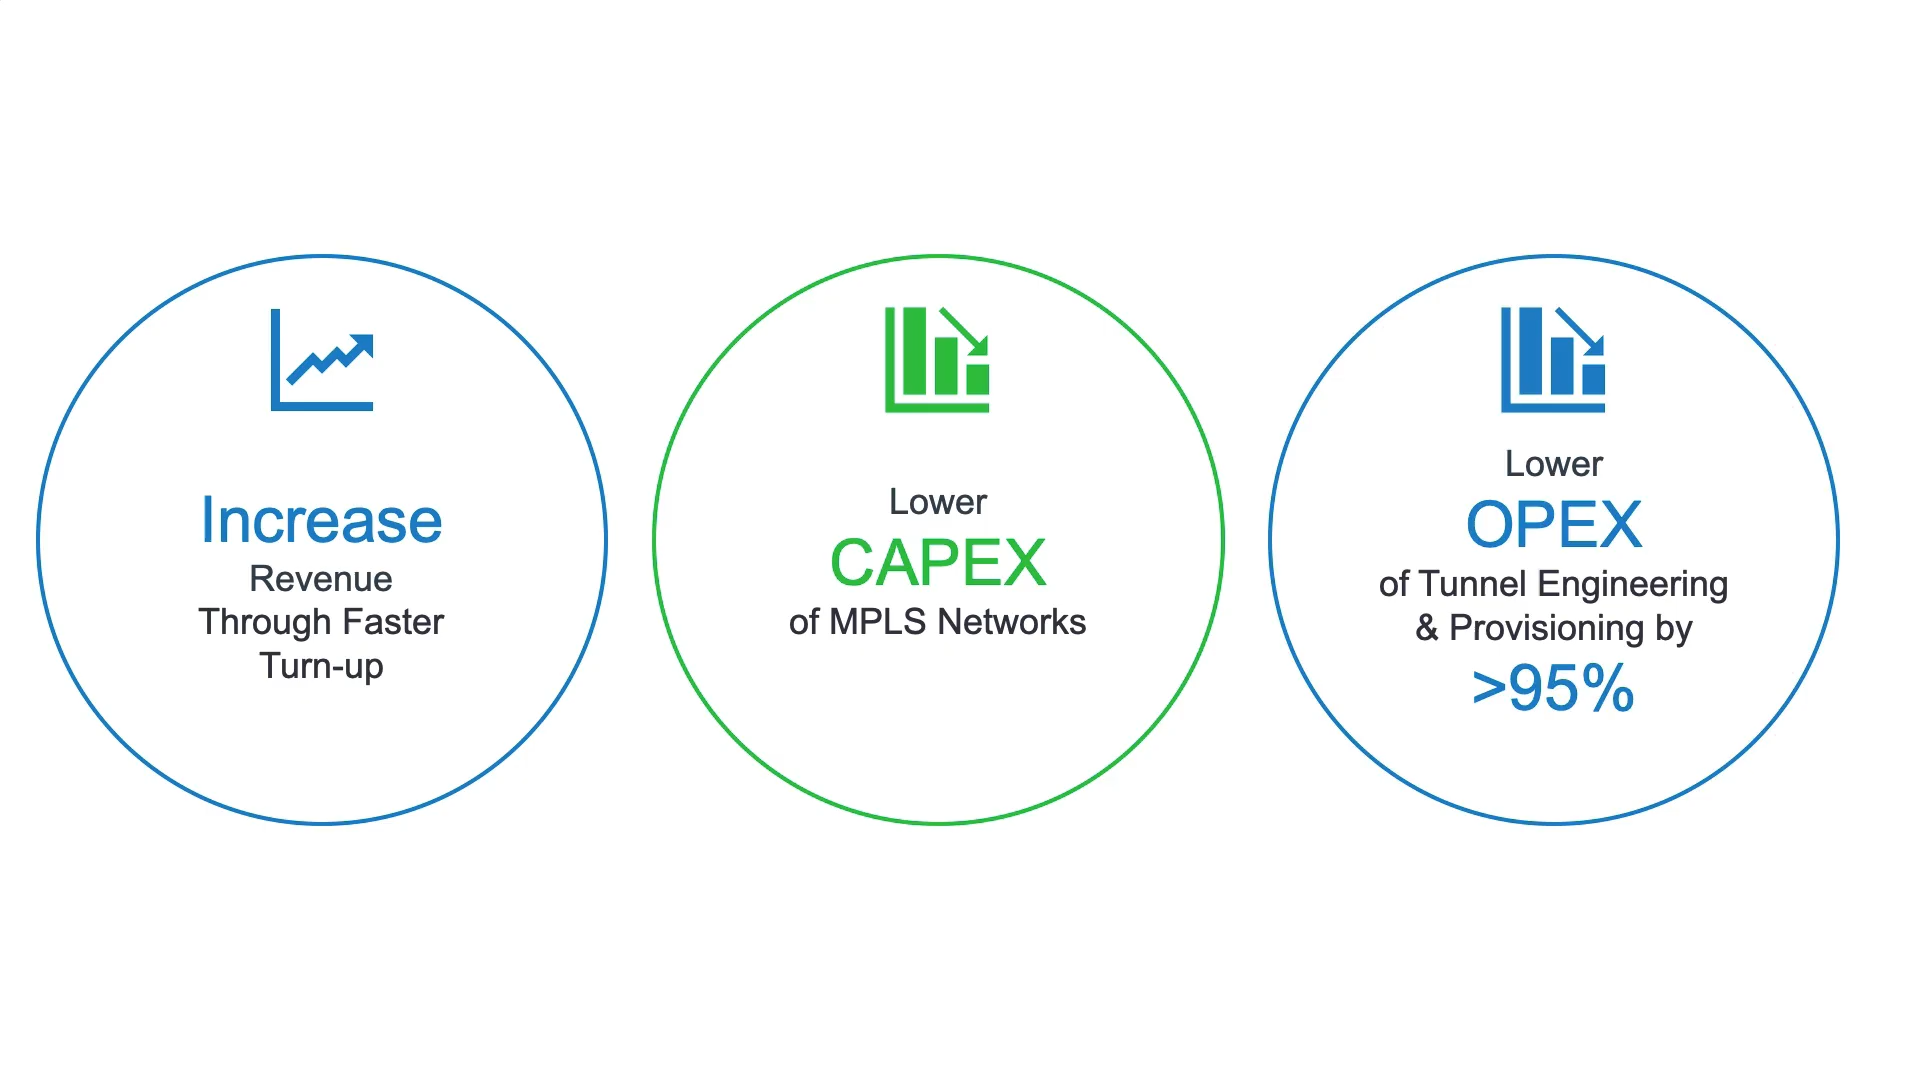 Increase
Revenue
Through Faster
Turn-up
Lower
CAPEX
of MPLS Networks
Lower
OPEX
of Tunnel Engineering
& Provisioning by
>95%